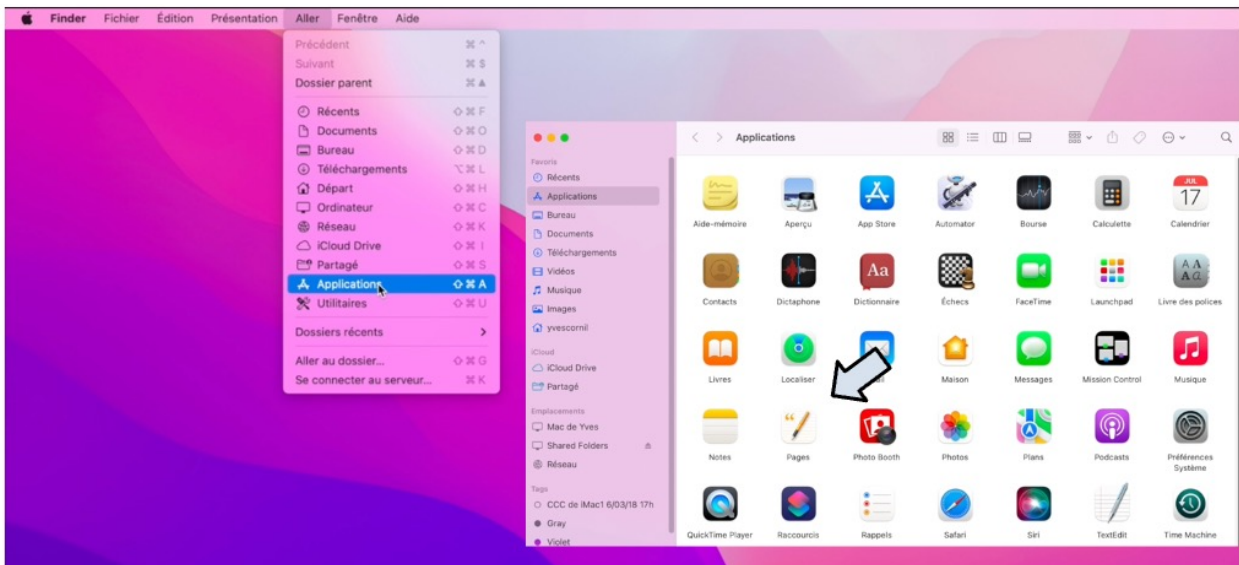 Finder Fichier Édition Présentation Aller Fenêtre Aide
Précédent ⌘ ^
Suivant ⌘ $
Dossier parent ⌘ ▲
Récents ⇧ ⌘ F
Documents ⇧ ⌘ O
Bureau ⇧ ⌘ D
Téléchargements ⌥ ⌘ L
Départ ⇧ ⌘ H
Ordinateur ⇧ ⌘ C
Réseau ⇧ ⌘ K
iCloud Drive ⇧ ⌘ I
Partagé ⇧ ⌘ S
Applications ⇧ ⌘ A
Utilitaires ⇧ ⌘ U
Dossiers récents >
Aller au dossier... ⇧ ⌘ G
Se connecter au serveur... ⌘ K
Favoris
Récents
Applications
Bureau
Documents
Téléchargements
Vidéos
Musique
Images
yvescornil
iCloud
iCloud Drive
Partagé
Emplacements
Mac de Yves
Shared Folders
Réseau
Tags
CCC de iMac1 6/03/18 17h
Gray
Violet
Applications
JUL
17
Aide-mémoire Aperçu App Store Automator Bourse Calculette Calendrier
Aa
A A
A a
Contacts Dictaphone Dictionnaire Échecs FaceTime Launchpad Livre des polices
Livres Localiser Maison Messages Mission Control Musique
Notes Pages Photo Booth Photos Plans Podcasts Préférences
Système
QuickTime Player Raccourcis Rappels Safari Siri TextEdit Time Machine